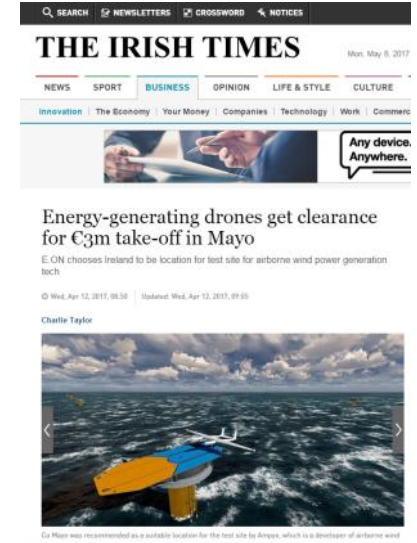 SEARCH NEWSLETTERS CROSSWORD NOTICES
THE IRISH TIMES
Mon, May 8, 2017
NEWS SPORT BUSINESS OPINION LIFE & STYLE CULTURE
Innovation The Economy Your Money Companies Technology Work Commerc
Any device.
Anywhere.
Energy-generating drones get clearance
for €3m take-off in Mayo
E.ON chooses Ireland to be location for test site for airborne wind power generation
tech
Wed, Apr 12, 2017, 08:50 Updated: Wed, Apr 12, 2017, 09:05
Charlie Taylor
Co Mayo was recommended as a suitable location for the test site by Ampyx, which is a developer of airborne wind